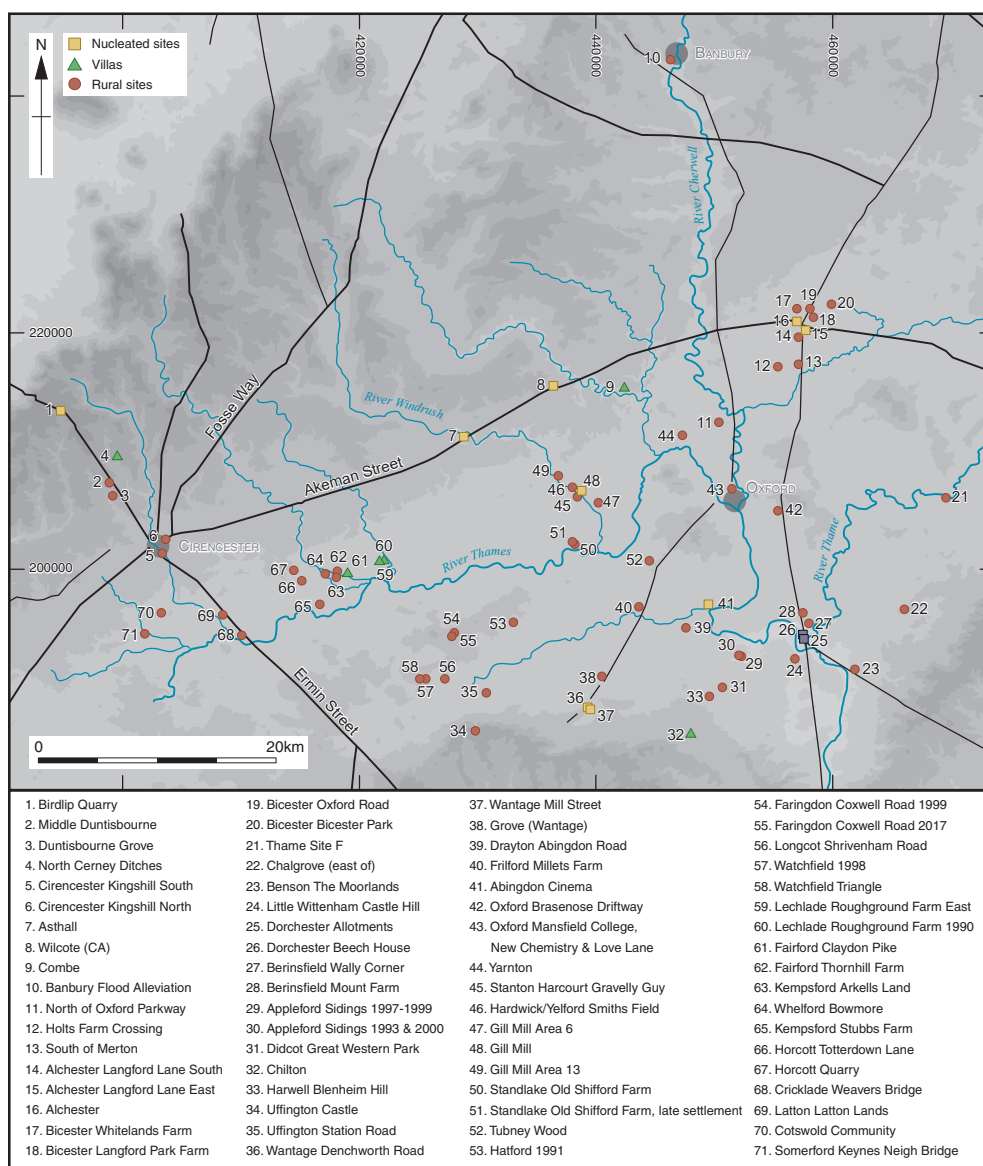 N
Nucleated sites
Villas
Rural sites
420000
440000
460000
10
BANBURY
River Cherwell
17
19
20
16
18
220000
14
15
8
9
12
13
Fosse Way
River Windrush
1
7
11
44
4
Akeman Street
49
48
2
46
3
45
47
43
OXFORD
21
42
6
CIRENCESTER
51
50
River Thames
River Thame
5
60
62
61
64
52
200000
67
59
66
63
65
40
41
28
22
70
69
54
53
27
71
68
55
39
26
25
30
29
24
23
58
56
38
57
35
31
36
33
37
Ermin Street
34
32
0
20km
1. Birdlip Quarry
2. Middle Duntisbourne
3. Duntisbourne Grove
4. North Cerney Ditches
5. Cirencester Kingshill South
6. Cirencester Kingshill North
7. Asthall
8. Wilcote (CA)
9. Combe
10. Banbury Flood Alleviation
11. North of Oxford Parkway
12. Holts Farm Crossing
13. South of Merton
14. Alchester Langford Lane South
15. Alchester Langford Lane East
16. Alchester
17. Bicester Whitelands Farm
18. Bicester Langford Park Farm
19. Bicester Oxford Road
20. Bicester Bicester Park
21. Thame Site F
22. Chalgrove (east of)
23. Benson The Moorlands
24. Little Wittenham Castle Hill
25. Dorchester Allotments
26. Dorchester Beech House
27. Berinsfield Wally Corner
28. Berinsfield Mount Farm
29. Appleford Sidings 1997-1999
30. Appleford Sidings 1993 & 2000
31. Didcot Great Western Park
32. Chilton
33. Harwell Blenheim Hill
34. Uffington Castle
35. Uffington Station Road
36. Wantage Denchworth Road
37. Wantage Mill Street
38. Grove (Wantage)
39. Drayton Abingdon Road
40. Frilford Millets Farm
41. Abingdon Cinema
42. Oxford Brasenose Driftway
43. Oxford Mansfield College,
New Chemistry & Love Lane
44. Yarnton
45. Stanton Harcourt Gravelly Guy
46. Hardwick/Yelford Smiths Field
47. Gill Mill Area 6
48. Gill Mill
49. Gill Mill Area 13
50. Standlake Old Shifford Farm
51. Standlake Old Shifford Farm, late settlement
52. Tubney Wood
53. Hatford 1991
54. Faringdon Coxwell Road 1999
55. Faringdon Coxwell Road 2017
56. Longcot Shrivenham Road
57. Watchfield 1998
58. Watchfield Triangle
59. Lechlade Roughground Farm East
60. Lechlade Roughground Farm 1990
61. Fairford Claydon Pike
62. Fairford Thornhill Farm
63. Kempsford Arkells Land
64. Whelford Bowmore
65. Kempsford Stubbs Farm
66. Horcott Totterdown Lane
67. Horcott Quarry
68. Cricklade Weavers Bridge
69. Latton Latton Lands
70. Cotswold Community
71. Somerford Keynes Neigh Bridge